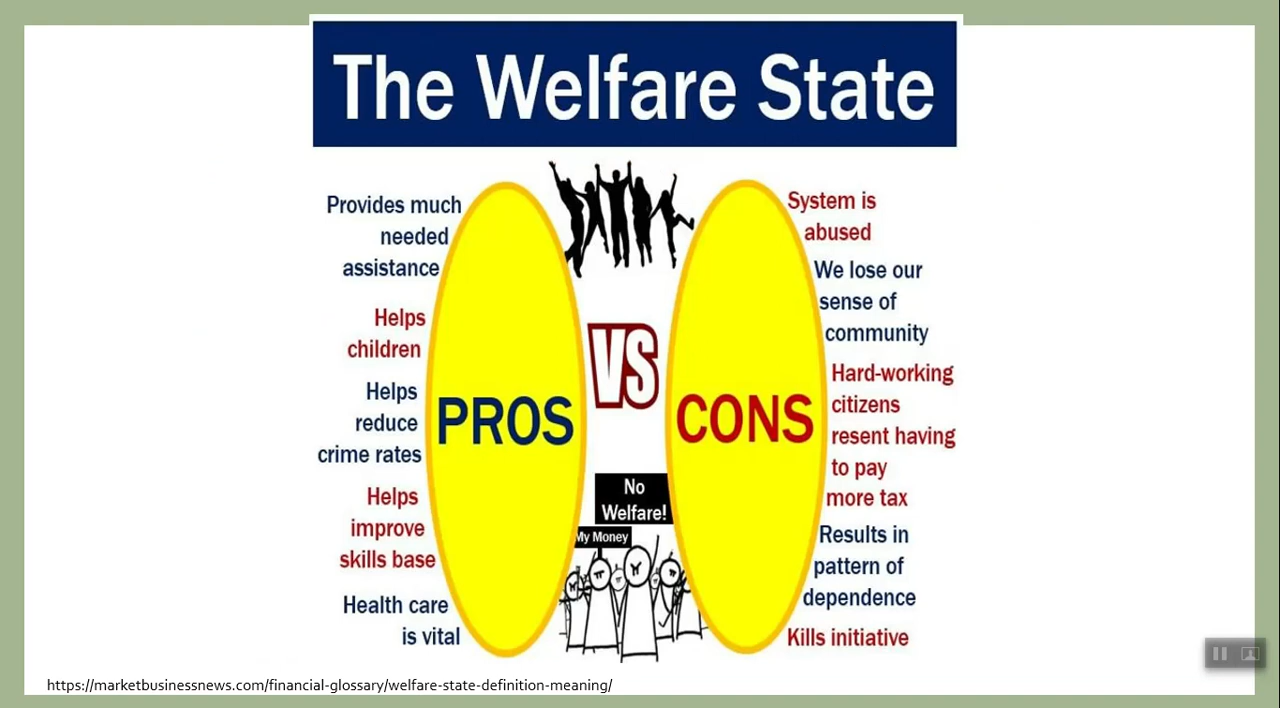 The Welfare State
Provides much
needed
assistance
Helps
children
Helps
reduce
crime rates
Helps
improve
skills base
Health care
is vital
PROS
VS
No
Welfare!
My Money
CONS
System is
abused
We lose our
sense of
community
Hard-working
citizens
resent having
to pay
more tax
Results in
pattern of
dependence
Kills initiative
https://marketbusinessnews.com/financial-glossary/welfare-state-definition-meaning/